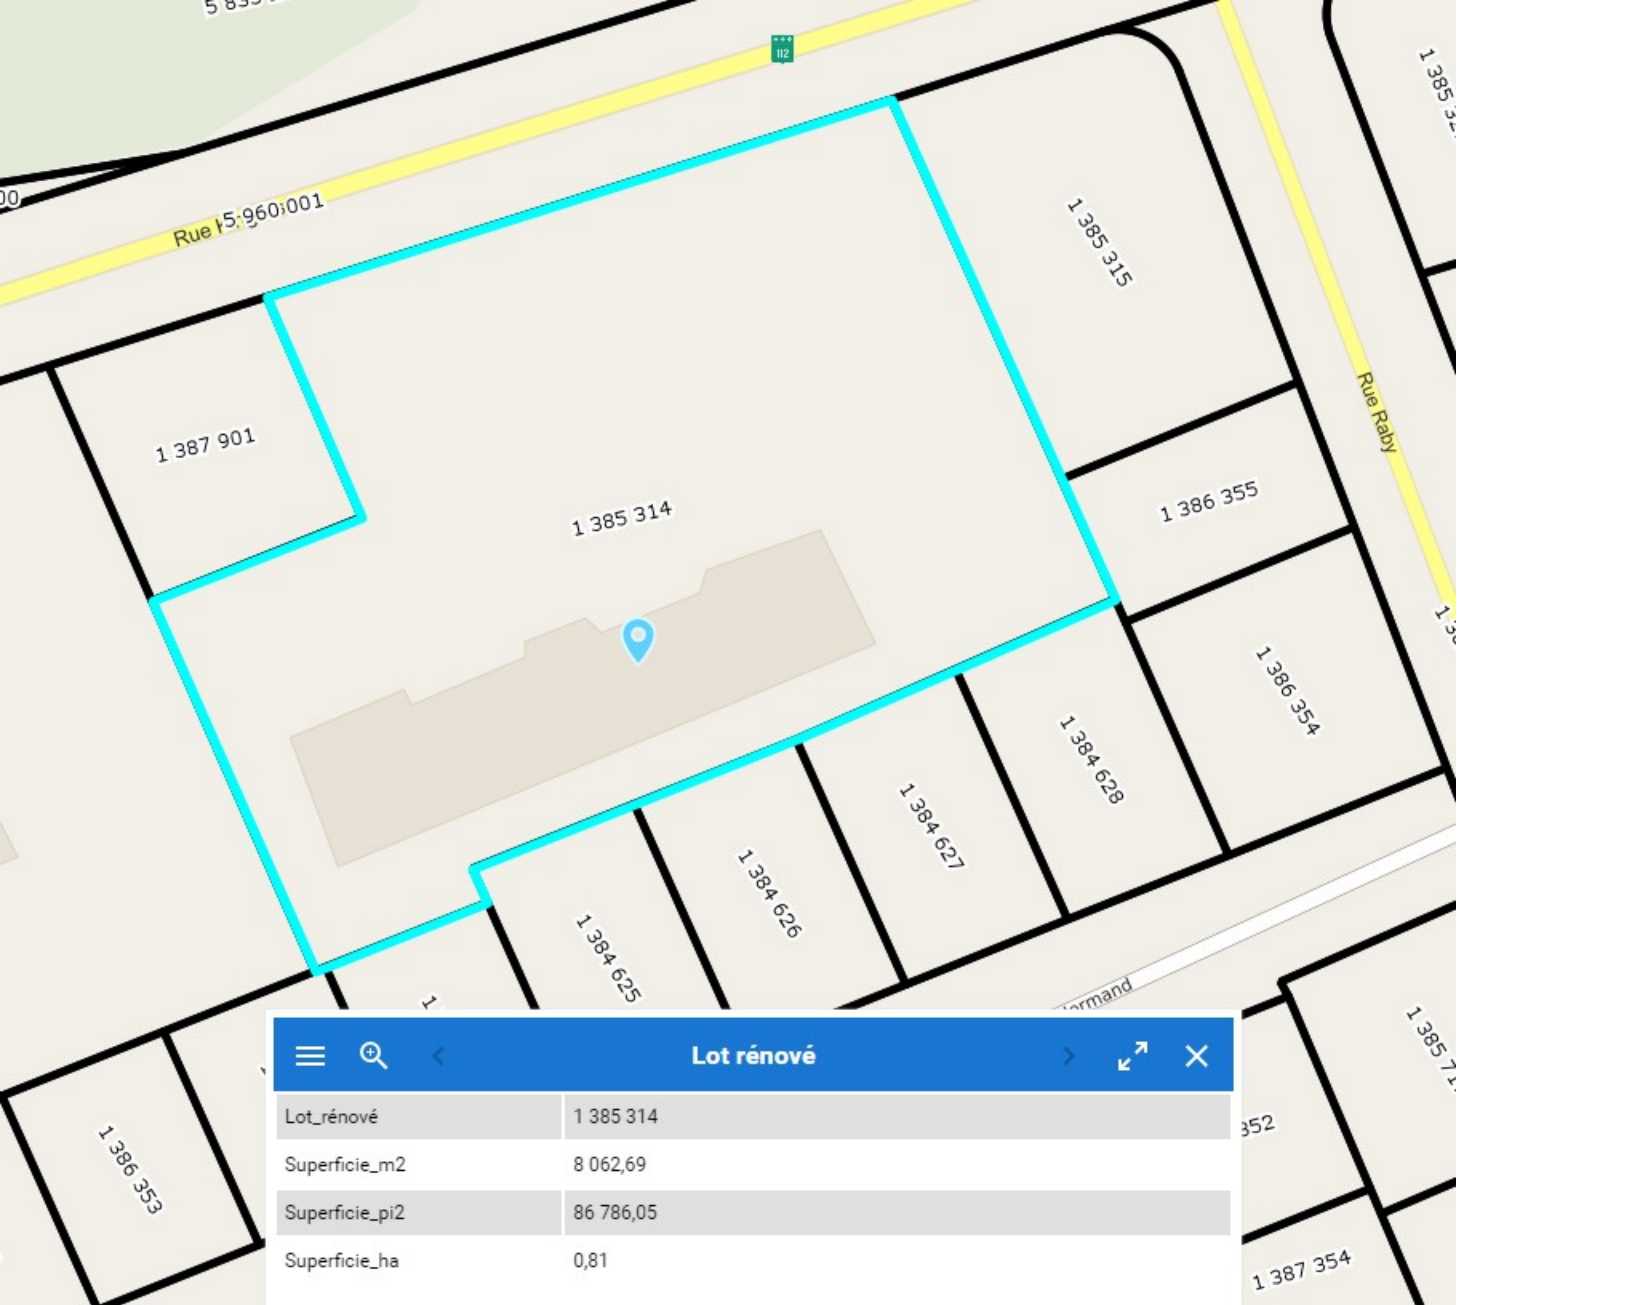 112
5 960 001
Rue
1 385 315
1 387 901
Rue Raby
1 386 355
1 385 314
1 386 354
1 384 628
1 384 627
1 384 626
1 384 625
1 386 353
352
1 387 354
Lot rénové
Lot_rénové 1 385 314
Superficie_m2 8 062,69
Superficie_pi2 86 786,05
Superficie_ha 0,81